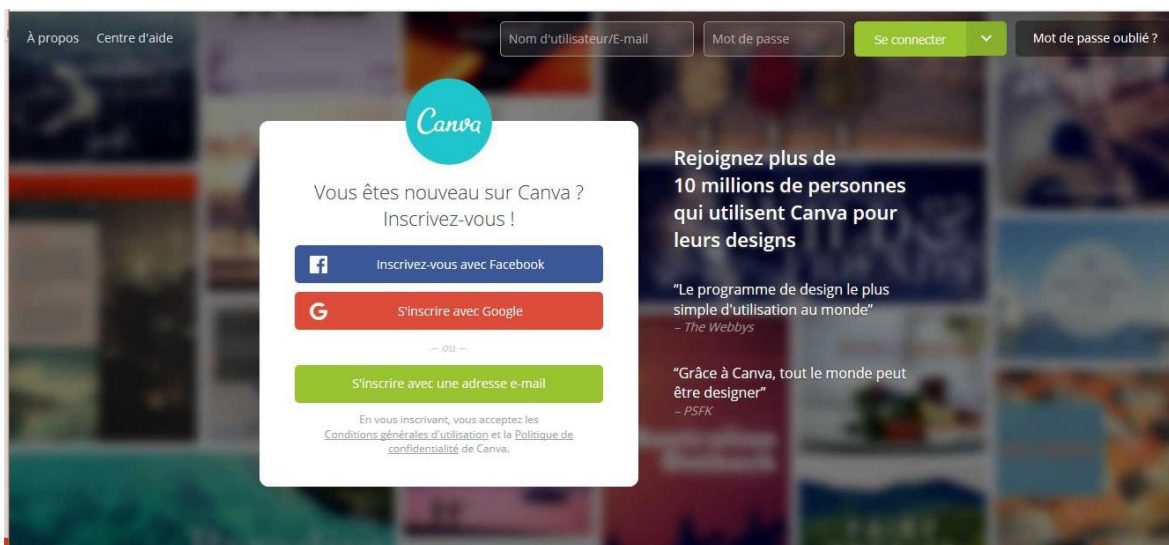 À propos Centre d'aide
Nom d'utilisateur/E-mail Mot de passe Se connecter Mot de passe oublié ?
Canva
Vous êtes nouveau sur Canva ?
Inscrivez-vous !
Inscrivez-vous avec Facebook
S'inscrire avec Google
– ou –
S'inscrire avec une adresse e-mail
En vous inscrivant, vous acceptez les
Conditions générales d'utilisation et la Politique de
confidentialité de Canva.
Rejoignez plus de
10 millions de personnes
qui utilisent Canva pour
leurs designs
“Le programme de design le plus
simple d'utilisation au monde”
– The Webbys
“Grâce à Canva, tout le monde peut
être designer”
– PSFK